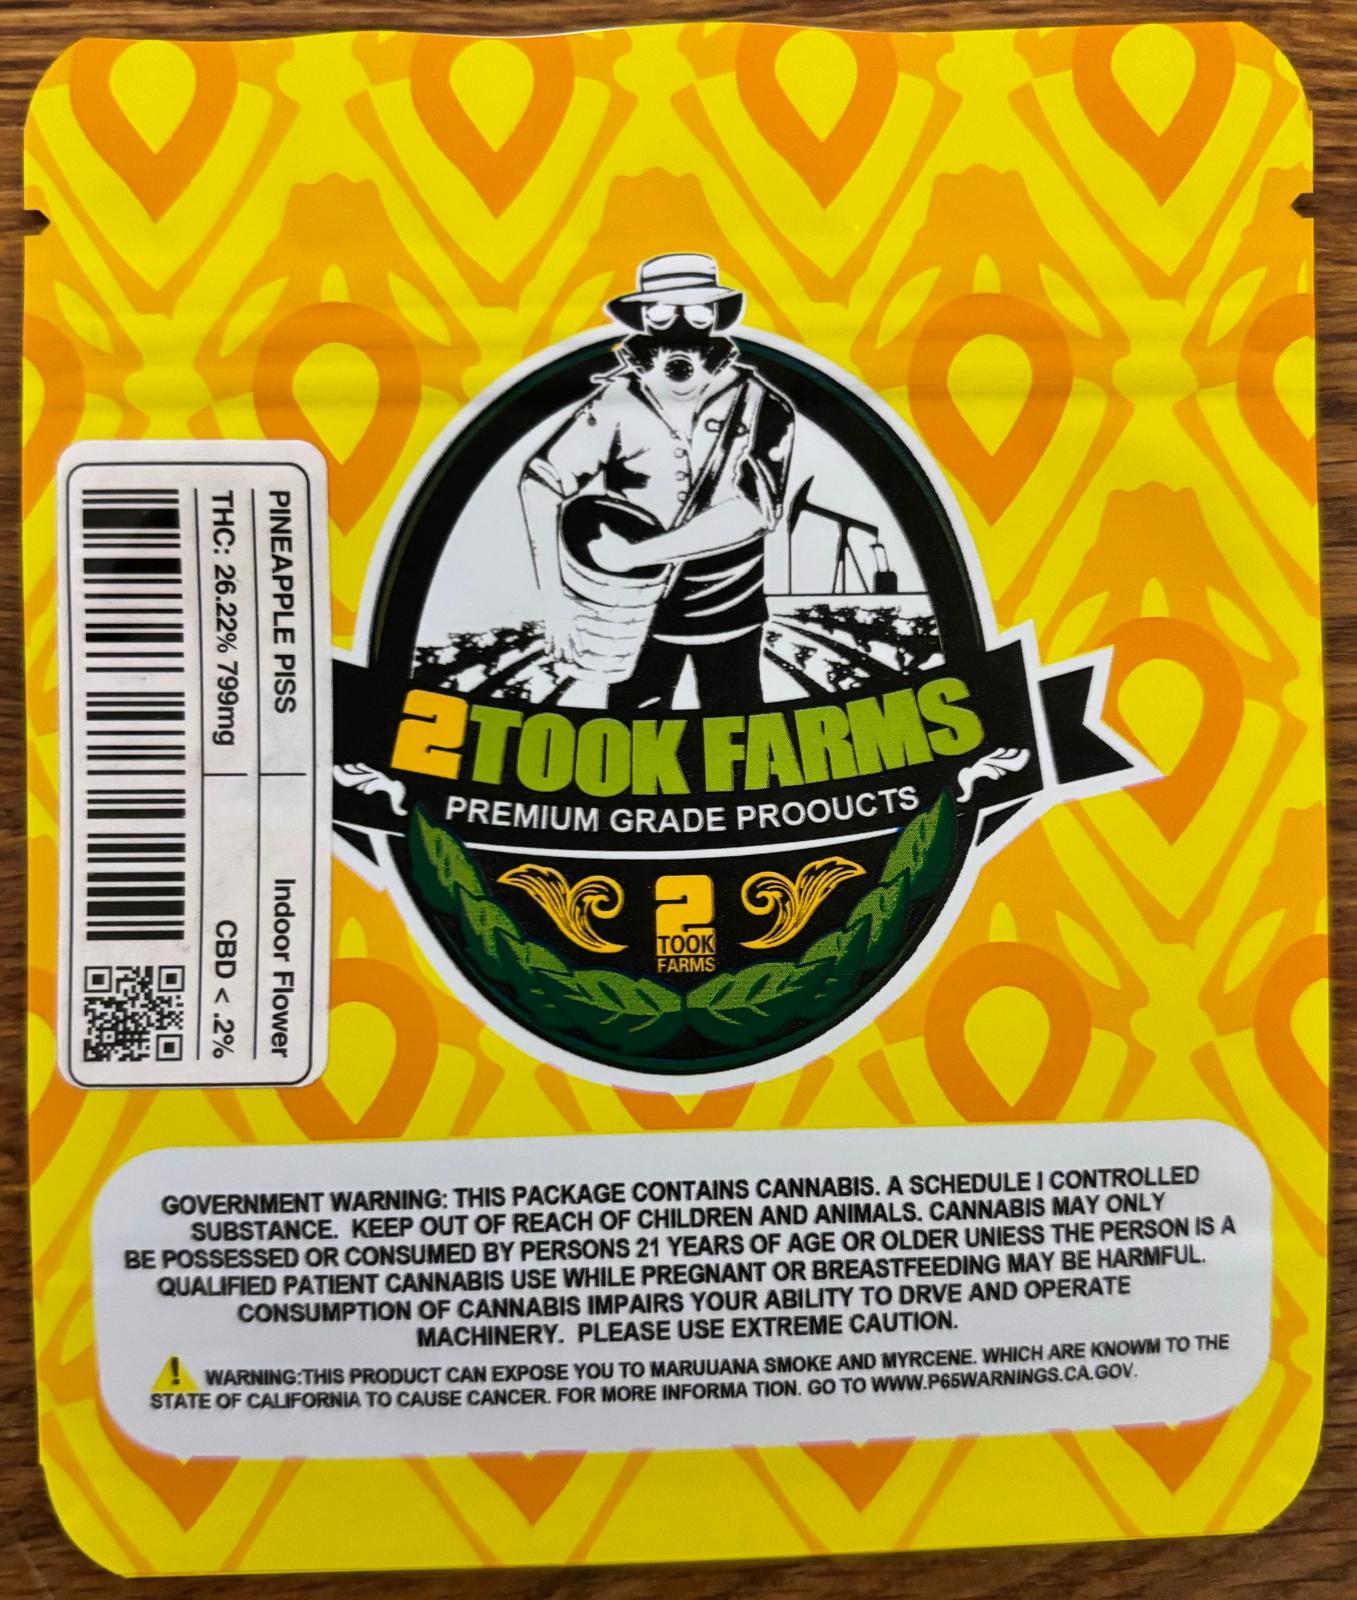 PINEAPPLE PISS
Indoor Flower
THC: 26.22% 799mg
CBD < .2%
2TOOK FARMS
PREMIUM GRADE PROOUCTS
2
TOOK
FARMS
GOVERNMENT WARNING: THIS PACKAGE CONTAINS CANNABIS. A SCHEDULE I CONTROLLED
SUBSTANCE. KEEP OUT OF REACH OF CHILDREN AND ANIMALS. CANNABIS MAY ONLY
BE POSSESSED OR CONSUMED BY PERSONS 21 YEARS OF AGE OR OLDER UNIESS THE PERSON IS A
QUALIFIED PATIENT CANNABIS USE WHILE PREGNANT OR BREASTFEEDING MAY BE HARMFUL.
CONSUMPTION OF CANNABIS IMPAIRS YOUR ABILITY TO DRVE AND OPERATE
MACHINERY. PLEASE USE EXTREME CAUTION.
WARNING:THIS PRODUCT CAN EXPOSE YOU TO MARUUANA SMOKE AND MYRCENE. WHICH ARE KNOWM TO THE
STATE OF CALIFORNIA TO CAUSE CANCER. FOR MORE INFORMA TION. GO TO WWW.P65WARNINGS.CA.GOV.